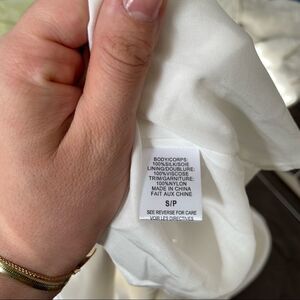 BODY/CORPS:
100%SILK/SOIE
LINING/DOUBLURE:
100%VISCOSE
TRIM/GARNITURE:
100%NYLON
MADE IN CHINA
FAIT AUX CHINE
S/P
SEE REVERSE FOR CARE
VOIR LES DIRECTIVES